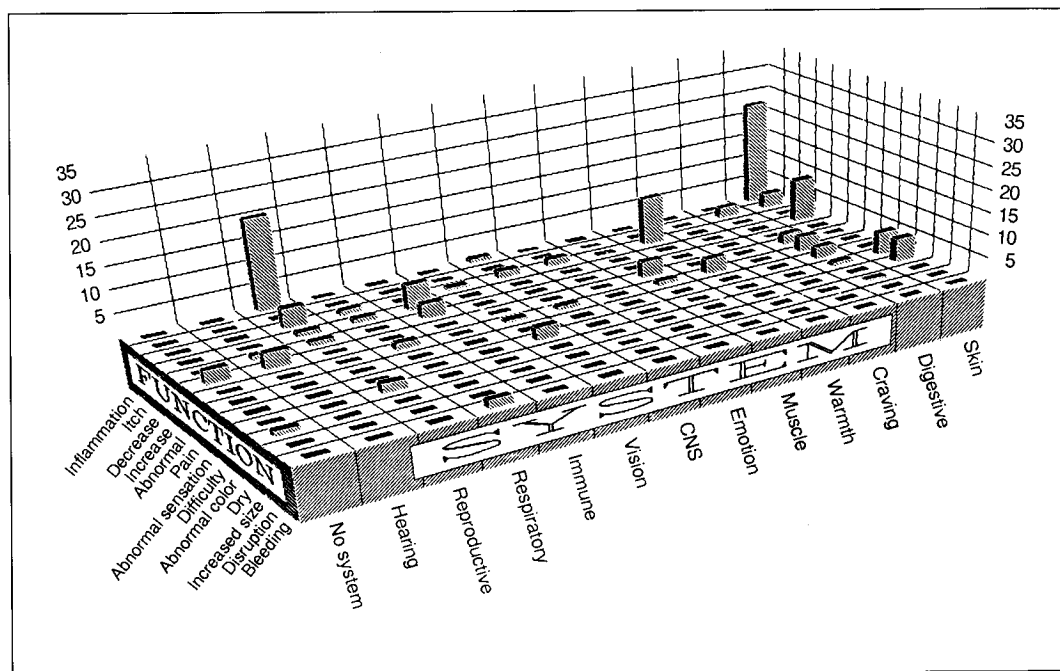 35
30
25
20
15
10
5
35
30
25
20
15
10
5
FUNCTION
SYSTEM
Inflammation
Itch
Decrease
Increase
Abnormal
Pain
Abnormal sensation
Difficulty
Abnormal color
Dry
Increased size
Disruption
Bleeding
No system
Hearing
Reproductive
Respiratory
Immune
Vision
CNS
Emotion
Muscle
Warmth
Craving
Digestive
Skin